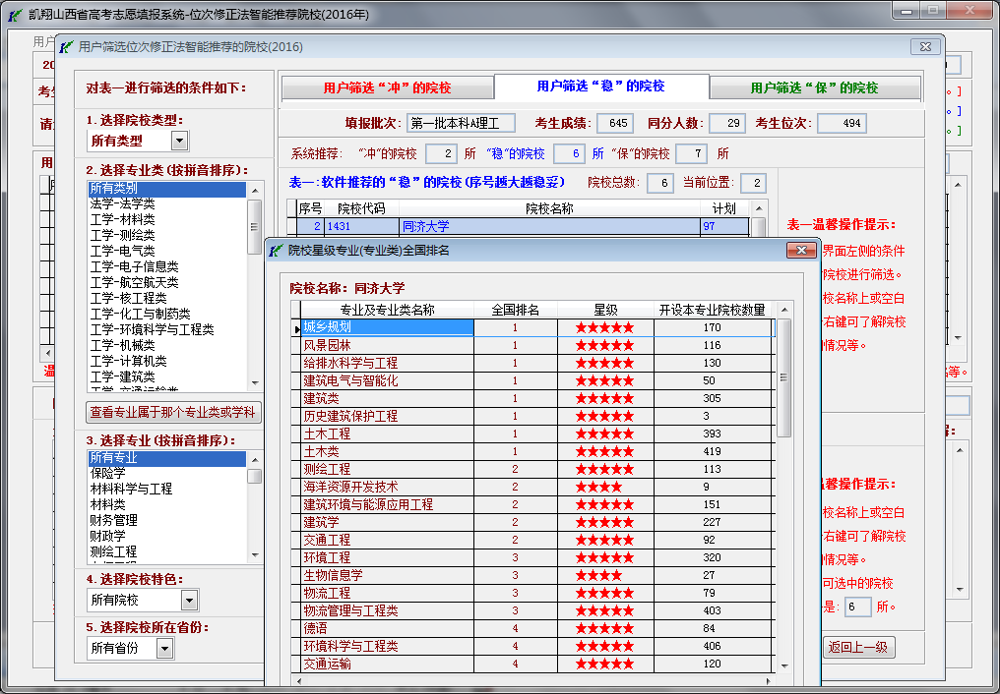 凯翔山西省高考志愿填报系统-位次修正法智能推荐院校(2016年)
用户
用户筛选位次修正法智能推荐的院校(2016)
对表一进行筛选的条件如下：
1. 选择院校类型：
所有类型
2. 选择专业类(按拼音排序)：
所有类别
法学-法学类
工学-材料类
工学-测绘类
工学-电气类
工学-电子信息类
工学-航空航天类
工学-核工程类
工学-化工与制药类
工学-环境科学与工程类
工学-机械类
工学-计算机类
工学-建筑类
工学-交通运输类
查看专业属于那个专业类或学科
3. 选择专业(按拼音排序)：
所有专业
保险学
材料科学与工程
材料类
财务管理
财政学
测绘工程
4. 选择院校特色：
所有院校
5. 选择院校所在省份：
所有省份
用户筛选“冲”的院校
用户筛选“稳”的院校
用户筛选“保”的院校
填报批次： 第一批本科A理工 考生成绩： 645 同分人数： 29 考生位次： 494
系统推荐： “冲”的院校 2 所 “稳”的院校 6 所 “保”的院校 7 所
表一：软件推荐的“稳”的院校(序号越大越稳妥) 院校总数： 6 当前位置： 2
序号 院校代码 院校名称 计划
2 1431 同济大学 97
院校星级专业(专业类)全国排名
院校名称：同济大学
专业及专业类名称 全国排名 星级 开设本专业院校数量
城乡规划 1 ★★★★★ 170
风景园林 1 ★★★★★ 116
给排水科学与工程 1 ★★★★★ 130
建筑电气与智能化 1 ★★★★★ 50
建筑类 1 ★★★★★ 305
历史建筑保护工程 1 ★★★★★ 3
土木工程 1 ★★★★★ 393
土木类 1 ★★★★★ 419
测绘工程 2 ★★★★★ 113
海洋资源开发技术 2 ★★★★ 9
建筑环境与能源应用工程 2 ★★★★★ 151
建筑学 2 ★★★★★ 227
交通工程 2 ★★★★★ 92
环境工程 3 ★★★★★ 320
生物信息学 3 ★★★★ 27
物流工程 3 ★★★★★ 79
物流管理与工程类 3 ★★★★★ 403
德语 4 ★★★★★ 84
环境科学与工程类 4 ★★★★★ 406
交通运输 4 ★★★★★ 120
表一温馨操作提示：
界面左侧的条件
院校进行筛选。
校名称上或空白
右键可了解院校
情况等。
温馨操作提示：
校名称上或空白
右键可了解院校
情况等。
可选中的院校
是： 6 所。
返回上一级